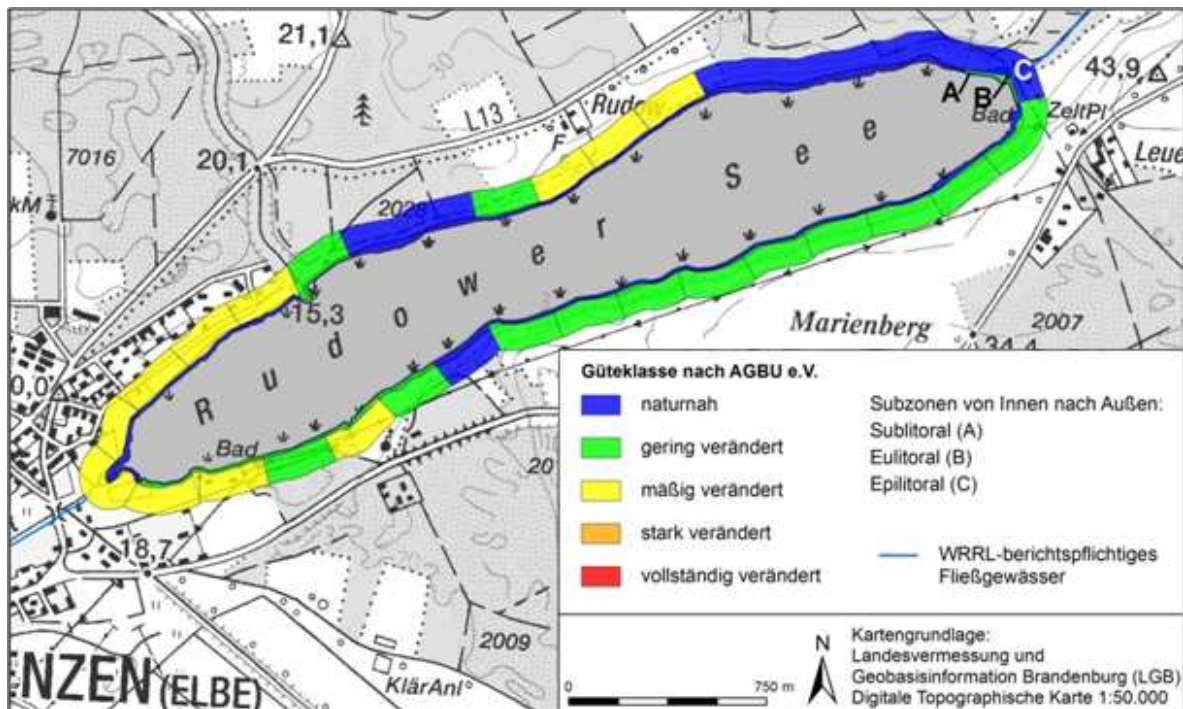 21,1
43,9
A
B
C
Bad
ZeltPl
Leue
L13
Rudow
F
7016
20,1
kM
2028
See
Rudower
15,3
Marienberg
2007
34,4
0,0
Bad
20
18,7
2009
KlärAnl
ENZEN (ELBE)
Güteklasse nach AGBU e.V.
naturnah
gering verändert
mäßig verändert
stark verändert
vollständig verändert
Subzonen von Innen nach Außen:
Sublitoral (A)
Eulitoral (B)
Epilitoral (C)
WRRL-berichtspflichtiges
Fließgewässer
0
750 m
N
Kartengrundlage:
Landesvermessung und
Geobasisinformation Brandenburg (LGB)
Digitale Topographische Karte 1:50.000